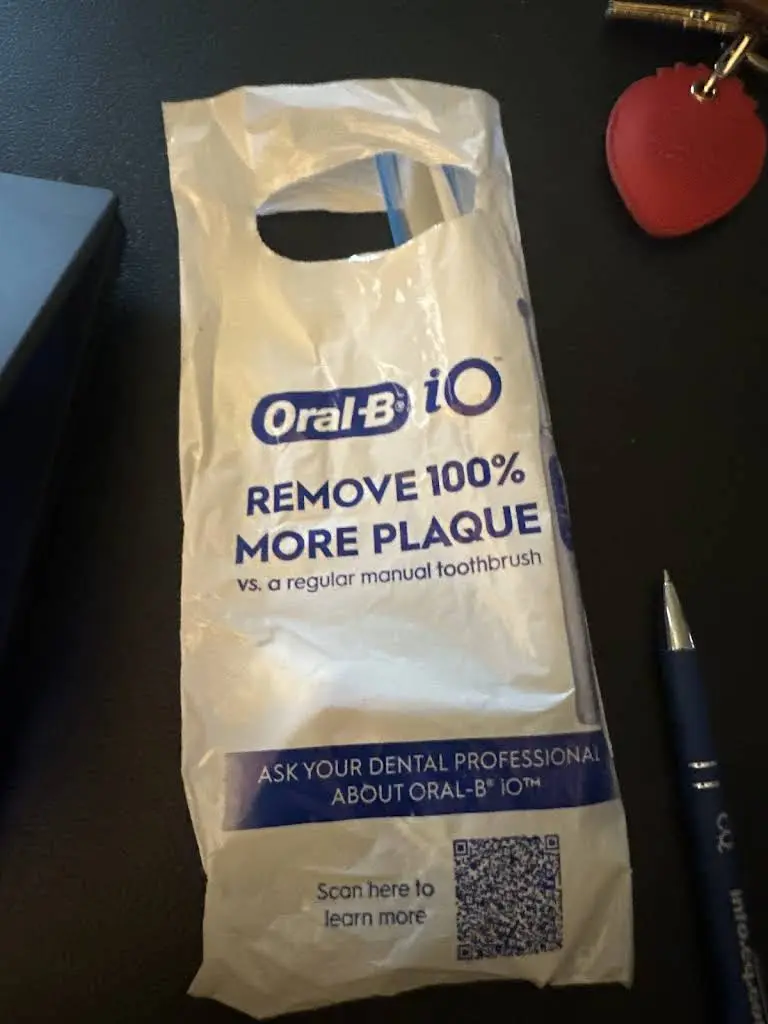 Oral-B® iO™
REMOVE 100%
MORE PLAQUE
vs. a regular manual toothbrush
ASK YOUR DENTAL PROFESSIONAL
ABOUT ORAL-B® iO™
Scan here to
learn more